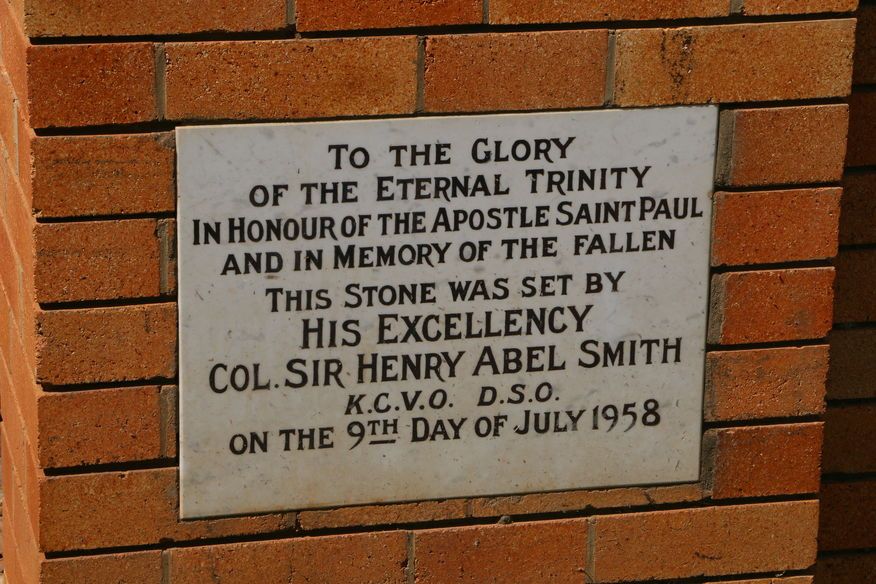 TO THE GLORY
OF THE ETERNAL TRINITY
IN HONOUR OF THE APOSTLE SAINT PAUL
AND IN MEMORY OF THE FALLEN
THIS STONE WAS SET BY
HIS EXCELLENCY
COL. SIR HENRY ABEL SMITH
K.C.V.O. D.S.O.
ON THE 9TH DAY OF JULY 1958